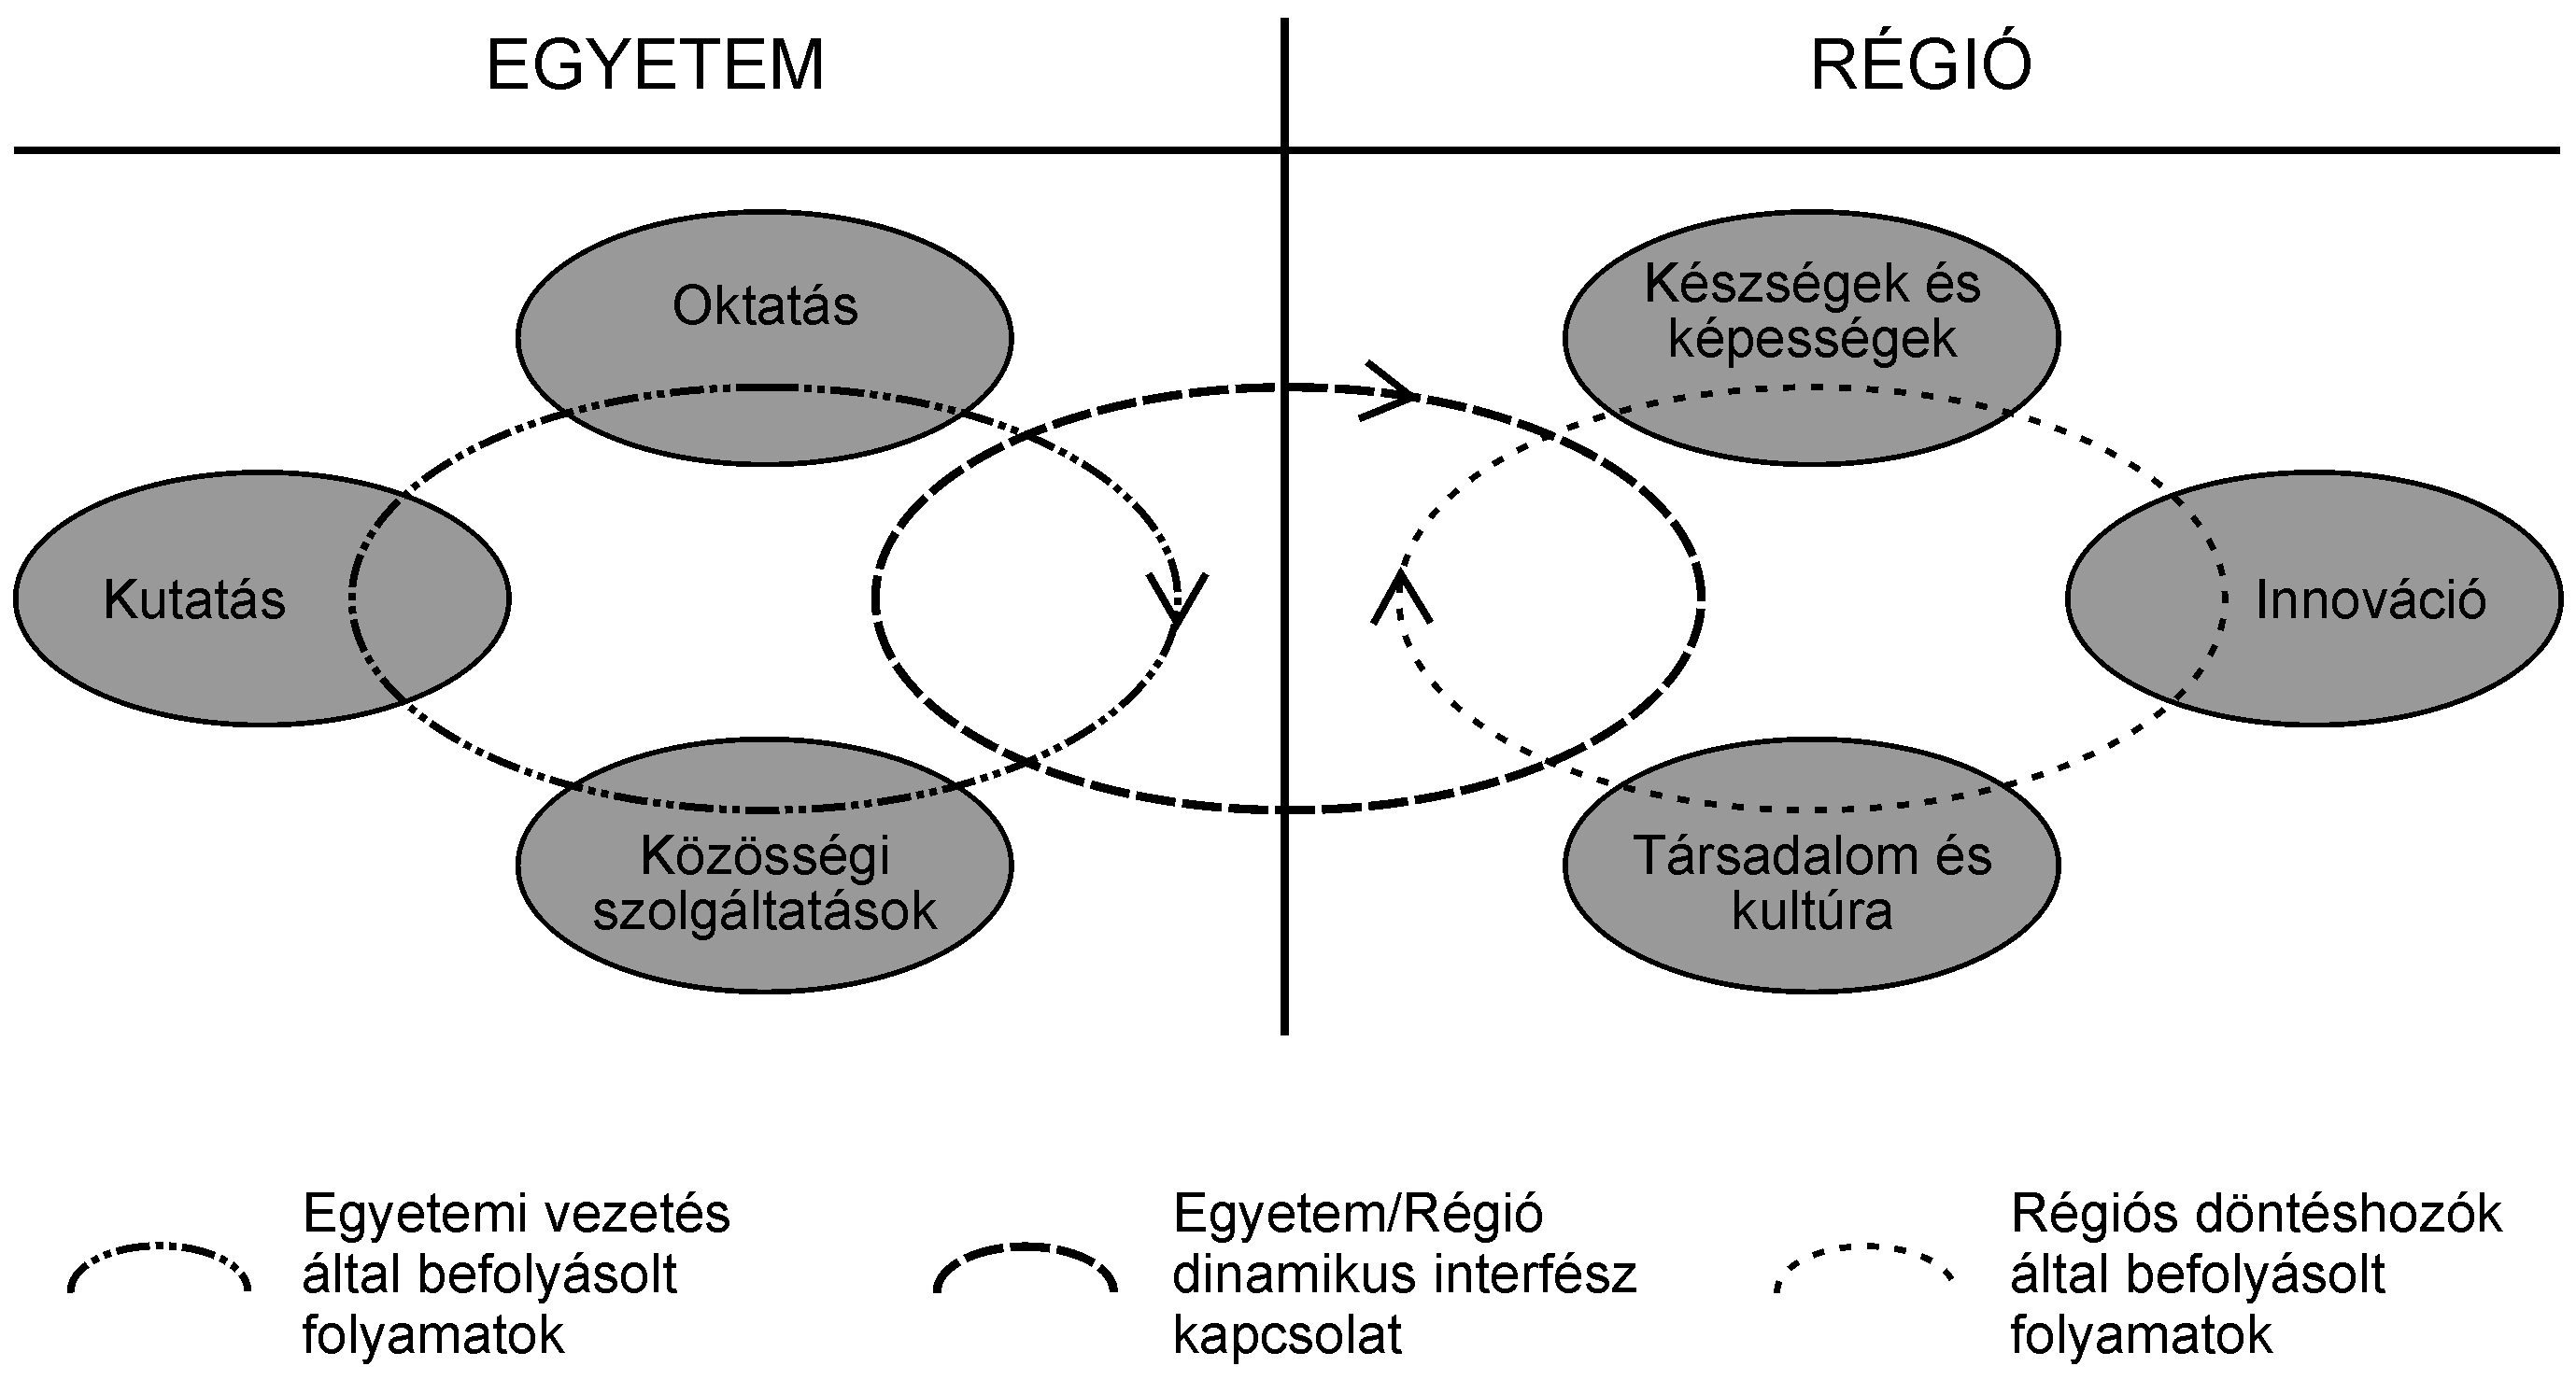 EGYETEM
RÉGIÓ
Oktatás
Kutatás
Közösségi
szolgáltatások
Készségek és
képességek
Innováció
Társadalom és
kultúra
Egyetemi vezetés
által befolyásolt
folyamatok
Egyetem/Régió
dinamikus interfész
kapcsolat
Régiós döntéshozók
által befolyásolt
folyamatok